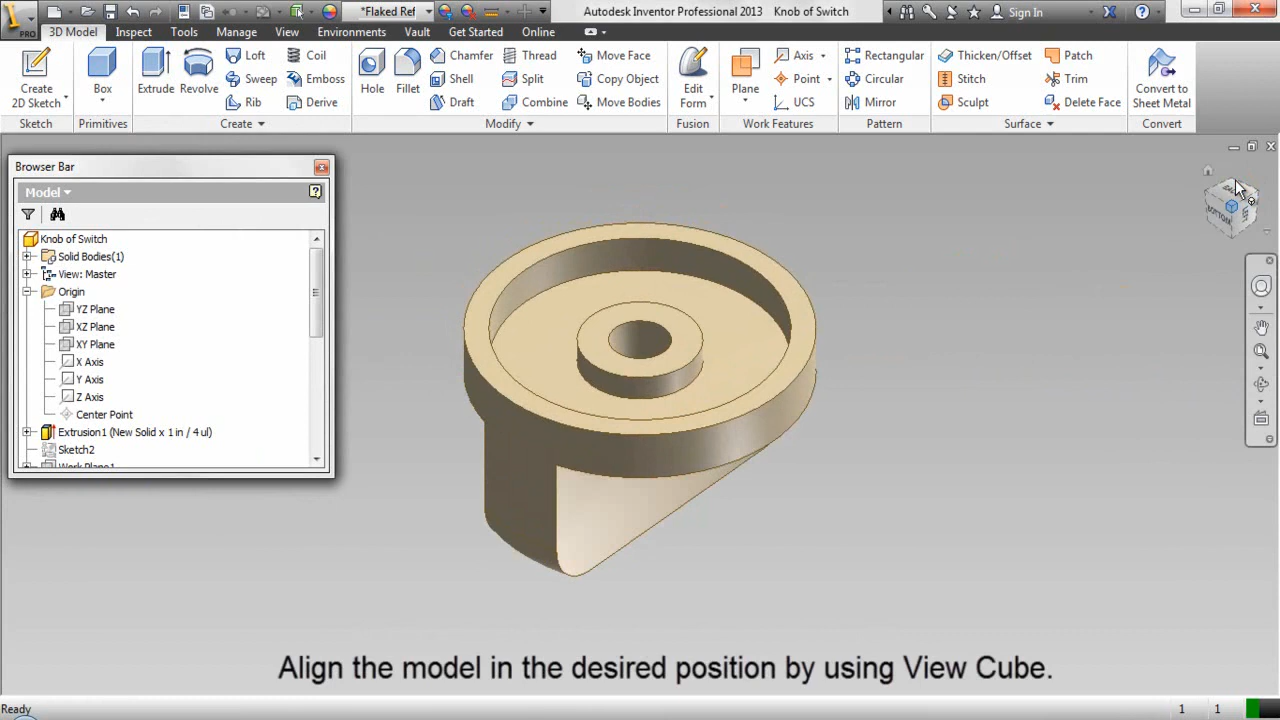 *Flaked Ref
Autodesk Inventor Professional 2013 Knob of Switch
Sign In
PRO
3D Model Inspect Tools Manage View Environments Vault Get Started Online
Create
2D Sketch
Box
Extrude
Revolve
Loft
Sweep
Rib
Coil
Emboss
Derive
Hole
Fillet
Chamfer
Shell
Draft
Thread
Split
Combine
Move Face
Copy Object
Move Bodies
Edit
Form
Plane
Axis
Point
UCS
Rectangular
Circular
Mirror
Thicken/Offset
Stitch
Sculpt
Patch
Trim
Delete Face
Convert to
Sheet Metal
Sketch Primitives Create Modify Fusion Work Features Pattern Surface Convert
Browser Bar
Model
Knob of Switch
Solid Bodies(1)
View: Master
Origin
YZ Plane
XZ Plane
XY Plane
X Axis
Y Axis
Z Axis
Center Point
Extrusion1 (New Solid x 1 in / 4 ul)
Sketch2
Work Plane1
BOTTOM
Align the model in the desired position by using View Cube.
Ready
1 1